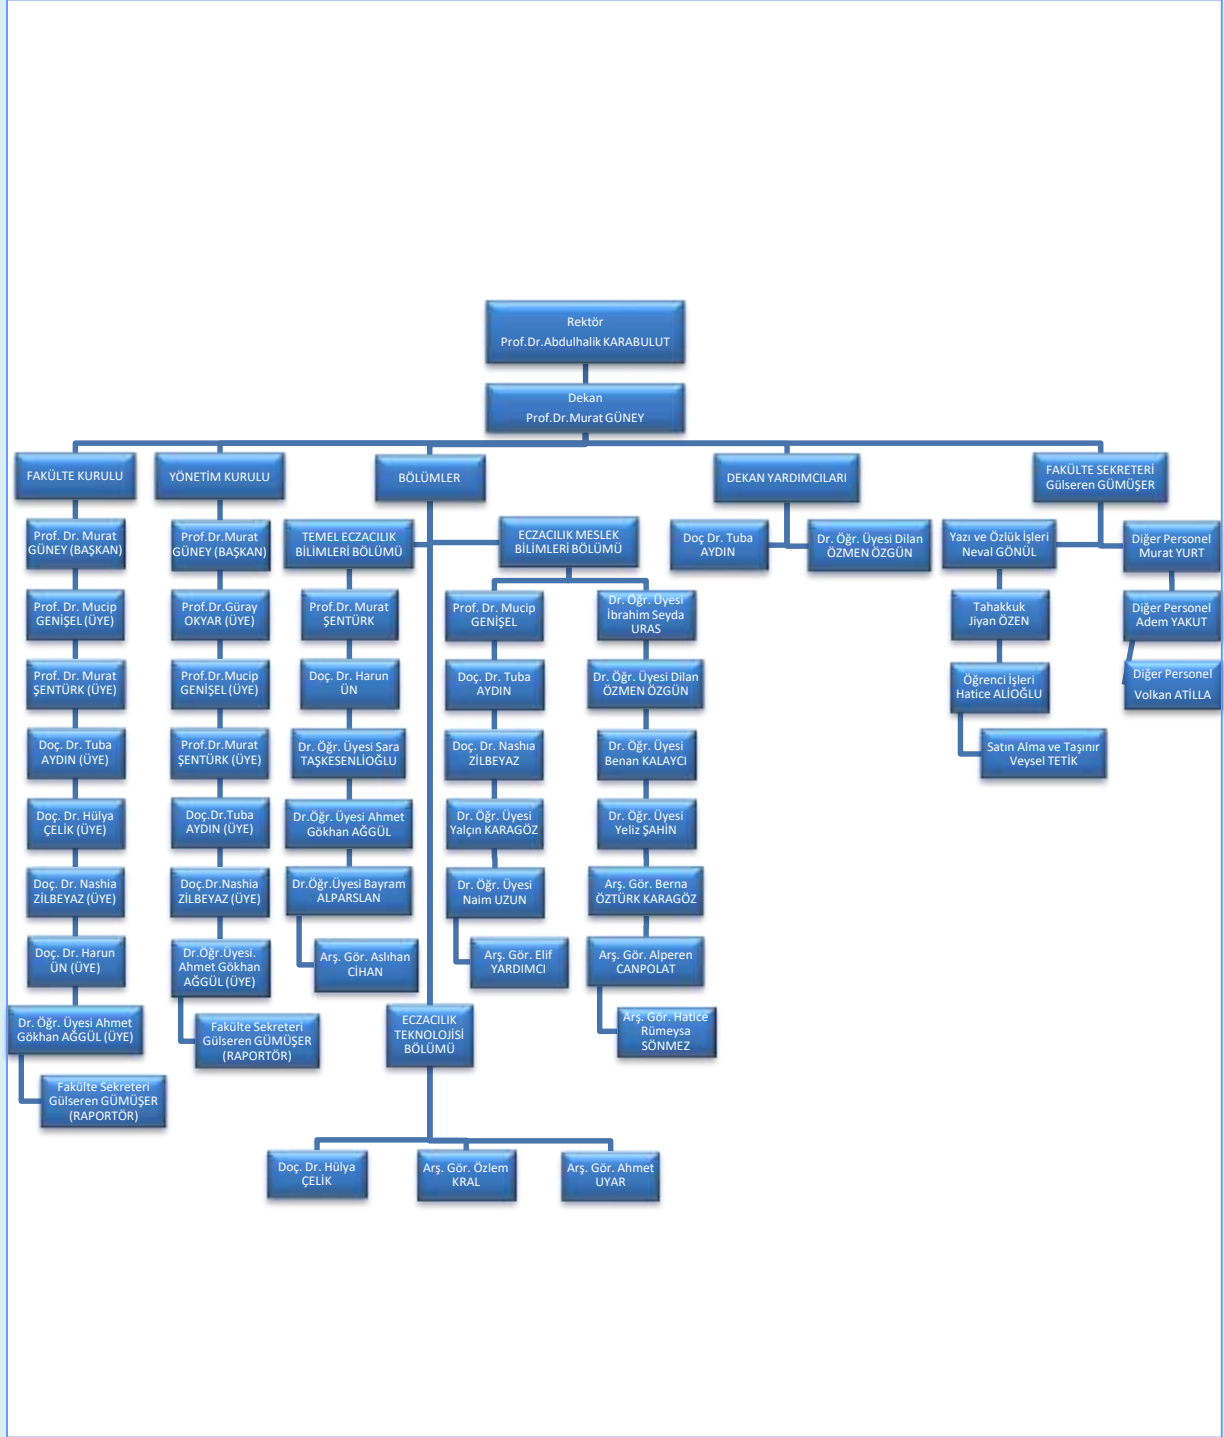 Rektör
Prof.Dr.Abdulhalik KARABULUT
Dekan
Prof.Dr.Murat GÜNEY
FAKÜLTE KURULU
Prof. Dr. Murat
GÜNEY (BAŞKAN)
Prof. Dr. Mucip
GENİŞEL (ÜYE)
Prof. Dr. Murat
ŞENTÜRK (ÜYE)
Doç. Dr. Tuba
AYDIN (ÜYE)
Doç. Dr. Hülya
ÇELİK (ÜYE)
Doç. Dr. Nashia
ZİLBEYAZ (ÜYE)
Doç. Dr. Harun
ÜN (ÜYE)
Dr. Öğr. Üyesi Ahmet
Gökhan AĞGÜL (ÜYE)
Fakülte Sekreteri
Gülseren GÜMÜŞER
(RAPORTÖR)
YÖNETİM KURULU
Prof.Dr.Murat
GÜNEY (BAŞKAN)
Prof.Dr.Güray
OKYAR (ÜYE)
Prof.Dr.Mucip
GENİŞEL (ÜYE)
Prof.Dr.Murat
ŞENTÜRK (ÜYE)
Doç.Dr.Tuba
AYDIN (ÜYE)
Doç.Dr.Nashia
ZİLBEYAZ (ÜYE)
Dr.Öğr.Üyesi.
Ahmet Gökhan
AĞGÜL (ÜYE)
Fakülte Sekreteri
Gülseren GÜMÜŞER
(RAPORTÖR)
BÖLÜMLER
TEMEL ECZACILIK
BİLİMLERİ BÖLÜMÜ
Prof.Dr. Murat
ŞENTÜRK
Doç. Dr. Harun
ÜN
Dr. Öğr. Üyesi Sara
TAŞKESENLİOĞLU
Dr.Öğr. Üyesi Ahmet
Gökhan AĞGÜL
Dr.Öğr.Üyesi Bayram
ALPARSLAN
Arş. Gör. Aslıhan
CİHAN
ECZACILIK MESLEK
BİLİMLERİ BÖLÜMÜ
Prof. Dr. Mucip
GENİŞEL
Doç. Dr. Tuba
AYDIN
Doç. Dr. Nashıa
ZİLBEYAZ
Dr. Öğr. Üyesi
Yalçın KARAGÖZ
Dr. Öğr. Üyesi
Naim UZUN
Arş. Gör. Elif
YARDIMCI
Dr. Öğr. Üyesi
İbrahim Seyda
URAS
Dr. Öğr. Üyesi Dilan
ÖZMEN ÖZGÜN
Dr. Öğr. Üyesi
Benan KALAYCI
Dr. Öğr. Üyesi
Yeliz ŞAHİN
Arş. Gör. Berna
ÖZTÜRK KARAGÖZ
Arş. Gör. Alperen
CANPOLAT
Arş. Gör. Hatice
Rümeysa
SÖNMEZ
ECZACILIK
TEKNOLOJİSİ
BÖLÜMÜ
Doç. Dr. Hülya
ÇELİK
Arş. Gör. Özlem
KRAL
Arş. Gör. Ahmet
UYAR
DEKAN YARDIMCILARI
Doç Dr. Tuba
AYDIN
Dr. Öğr. Üyesi Dilan
ÖZMEN ÖZGÜN
FAKÜLTE SEKRETERİ
Gülseren GÜMÜŞER
Yazı ve Özlük İşleri
Neval GÖNÜL
Tahakkuk
Jiyan ÖZEN
Öğrenci İşleri
Hatice ALİOĞLU
Satın Alma ve Taşınır
Veysel TETİK
Diğer Personel
Murat YURT
Diğer Personel
Adem YAKUT
Diğer Personel
Volkan ATİLLA